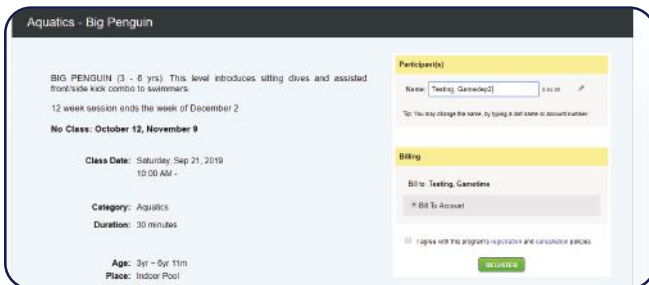 Aquatics - Big Penguin
BIG PENGUIN (3 - 6 yrs) This level introduces sitting dives and assisted
front/side kick combo to swimmers.
12 week session ends the week of December 2
No Class: October 12, November 9
Class Date: Saturday, Sep 21, 2019
10:00 AM -
Category: Aquatics
Duration: 30 minutes
Age: 3yr – 6yr 11m
Place: Indoor Pool
Participant(s)
Name: Testing, Gamedep2
Tip: You may change the name, by typing a last name or account number.
Billing
Bill to: Testing, Gametime
Bill To Account
I agree with this program's registration and cancellation policies.
REGISTER